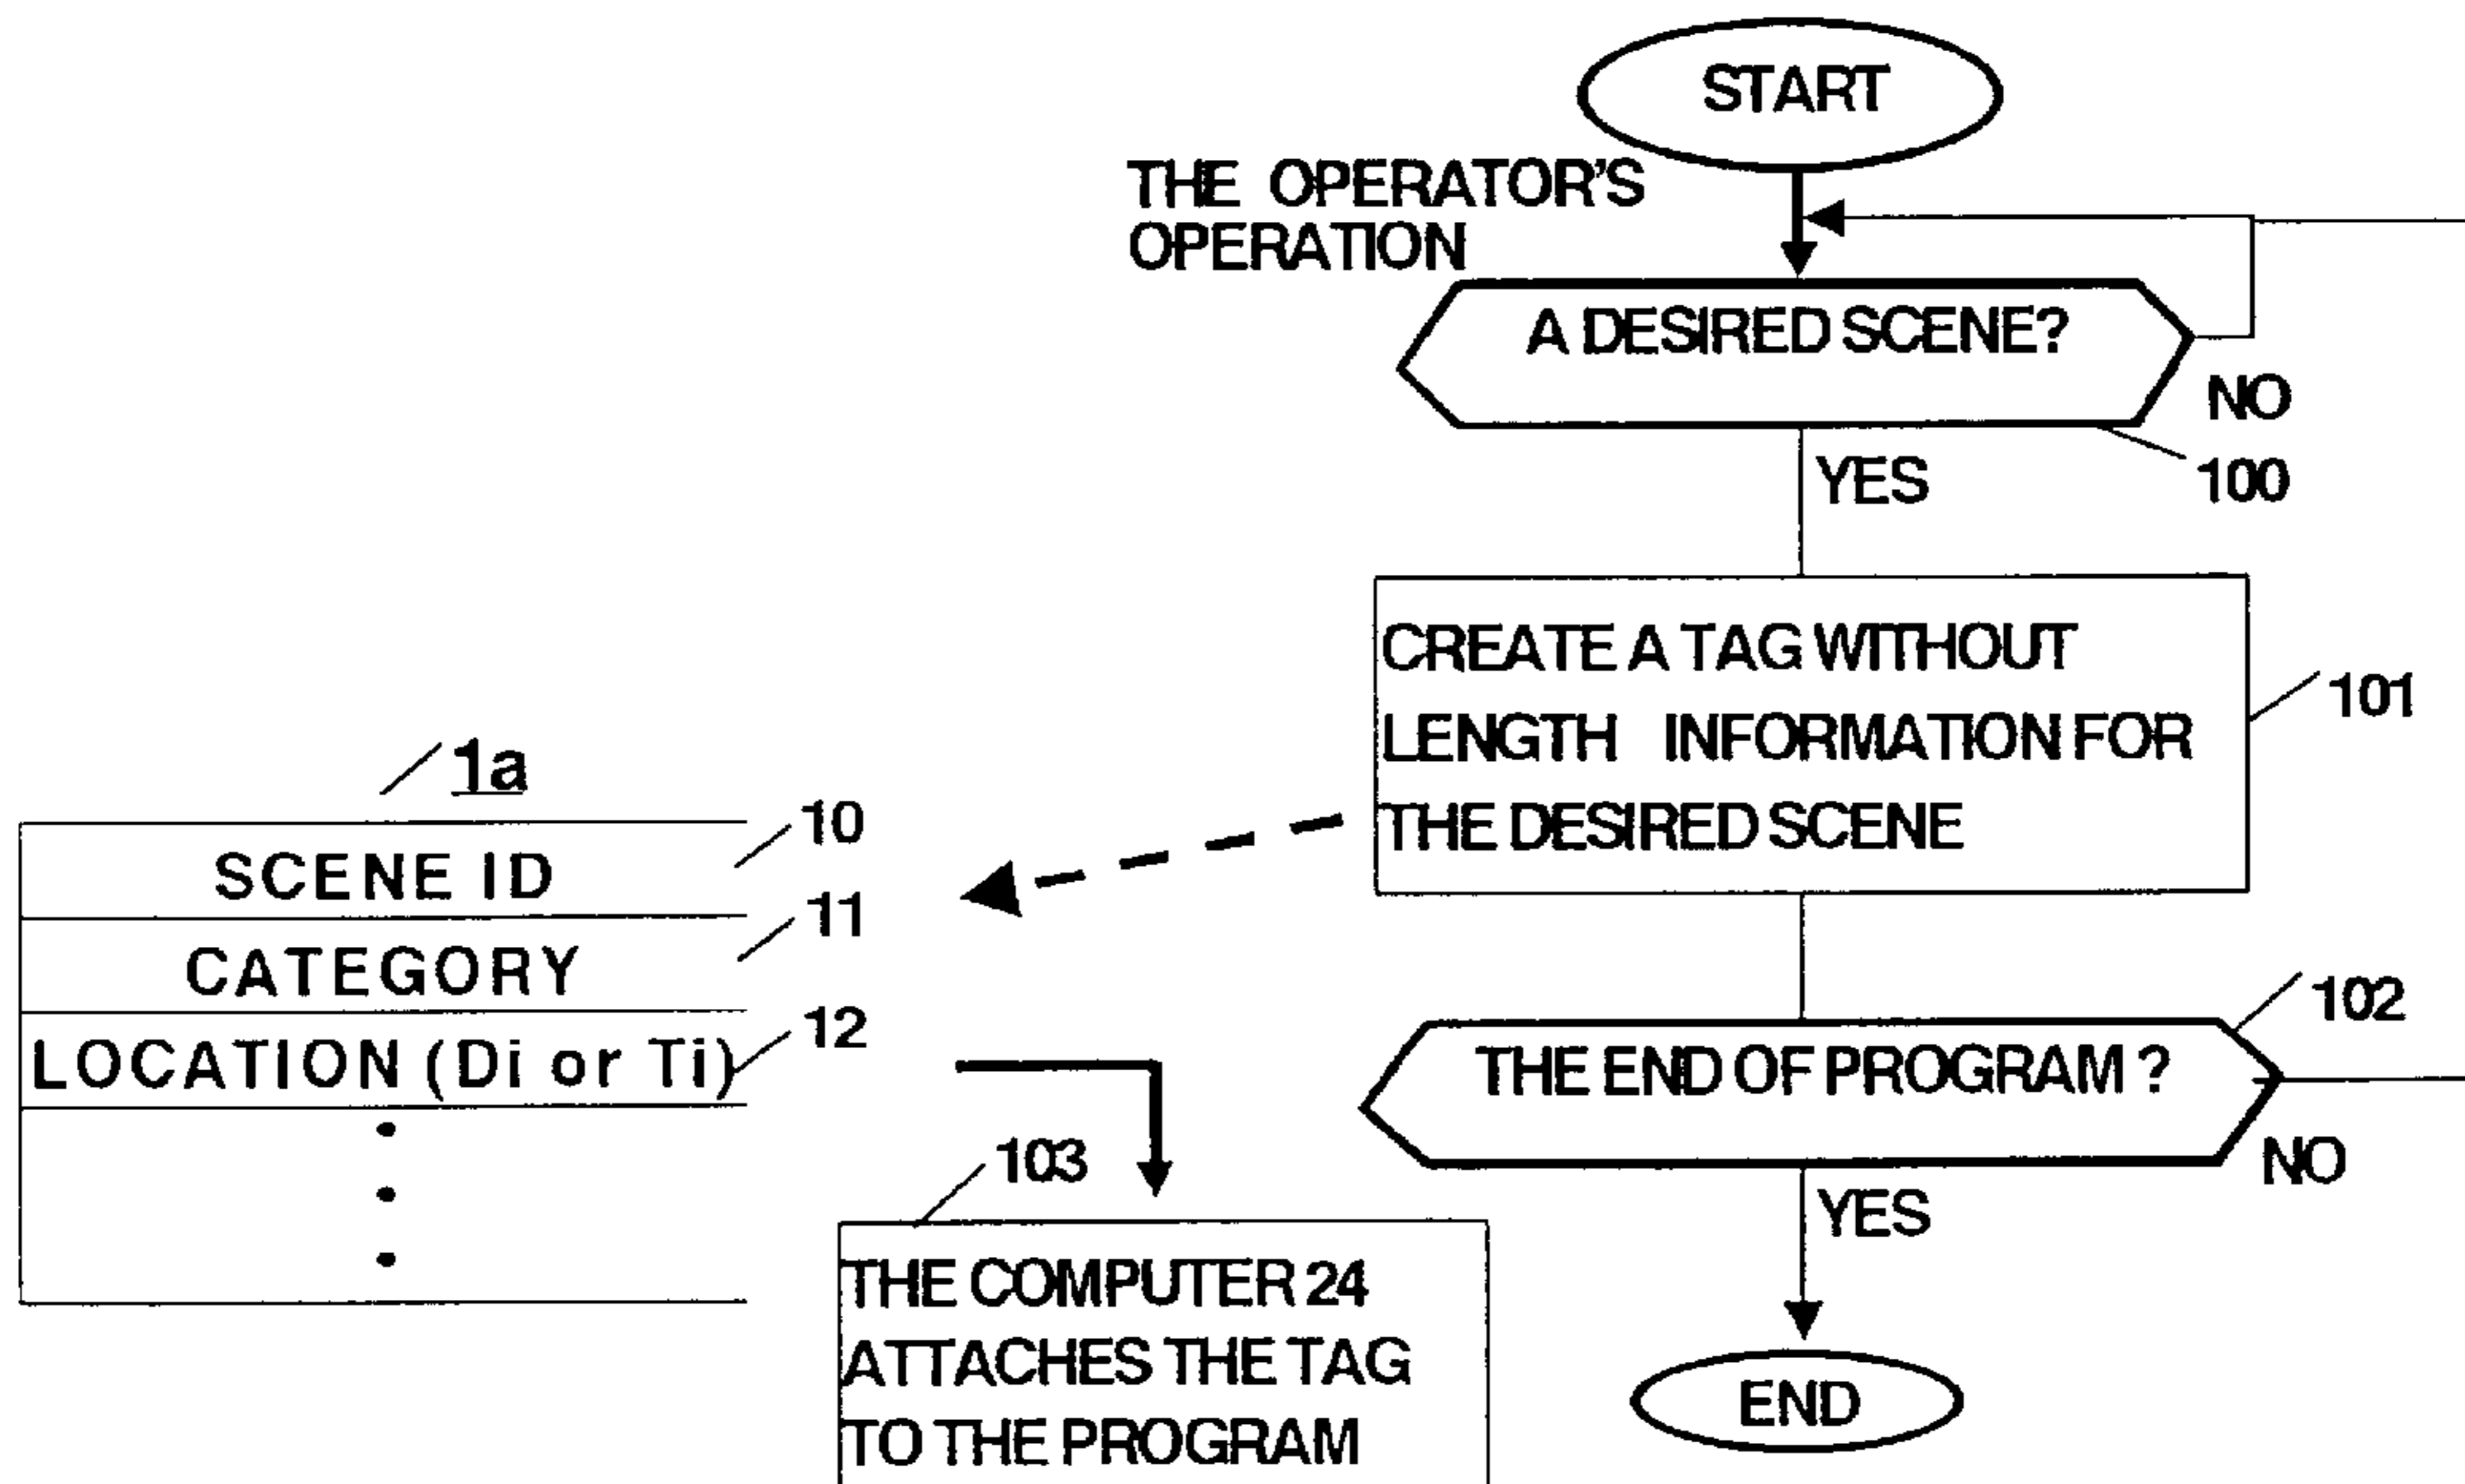 START
THE OPERATOR'S
OPERATION
A DESIRED SCENE?
NO
100
YES
CREATE A TAG WITHOUT
LENGTH INFORMATION FOR
THE DESIRED SCENE
101
1a
SCENE ID
10
CATEGORY
11
LOCATION (Di or Ti)
12
THE END OF PROGRAM ?
102
NO
YES
103
THE COMPUTER 24
ATTACHES THE TAG
TO THE PROGRAM
END